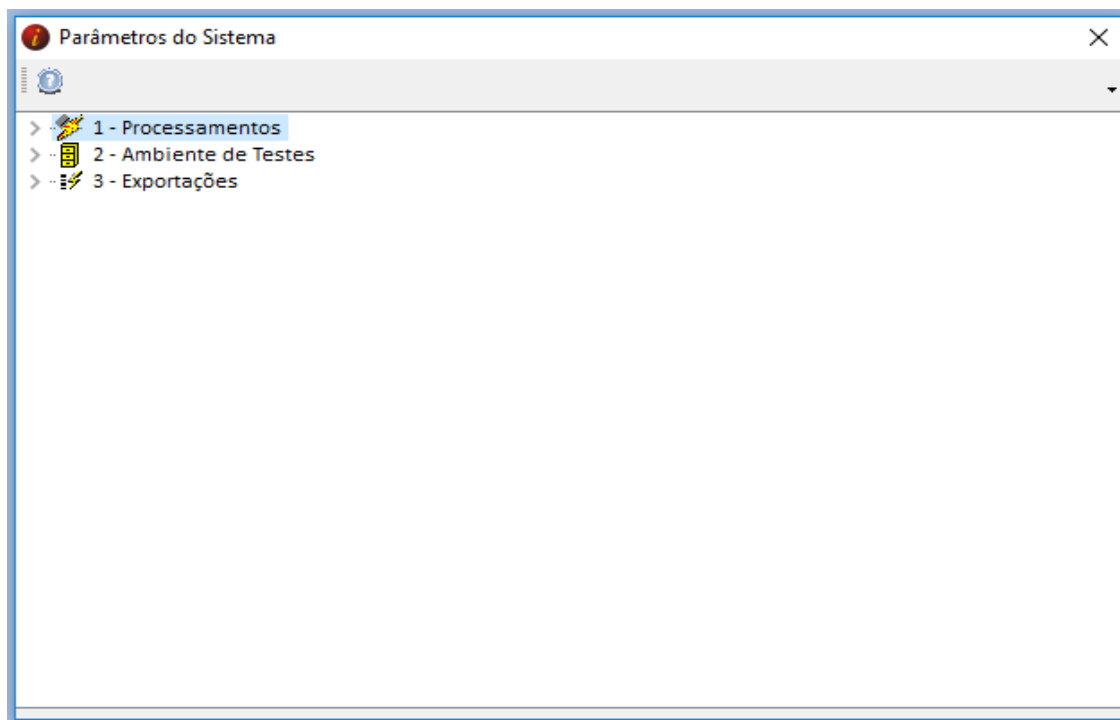 Parâmetros do Sistema
1 - Processamentos
2 - Ambiente de Testes
3 - Exportações